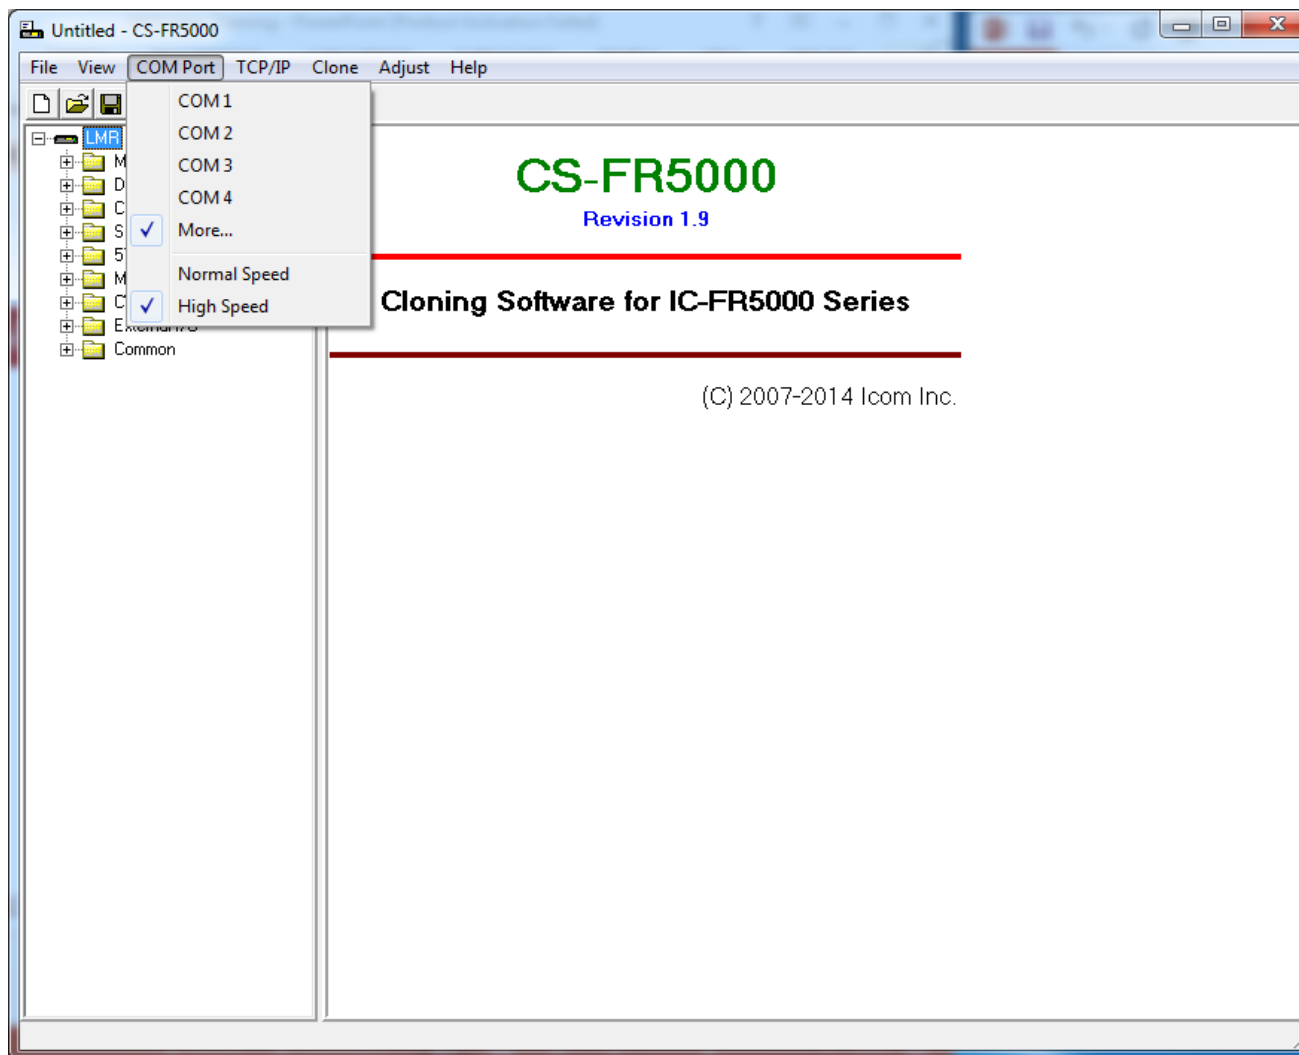 Untitled - CS-FR5000
File View COM Port TCP/IP Clone Adjust Help
COM 1
COM 2
COM 3
COM 4
More...
Normal Speed
High Speed
LMR
M
D
C
S
5
M
C
Common
CS-FR5000
Revision 1.9
Cloning Software for IC-FR5000 Series
(C) 2007-2014 Icom Inc.